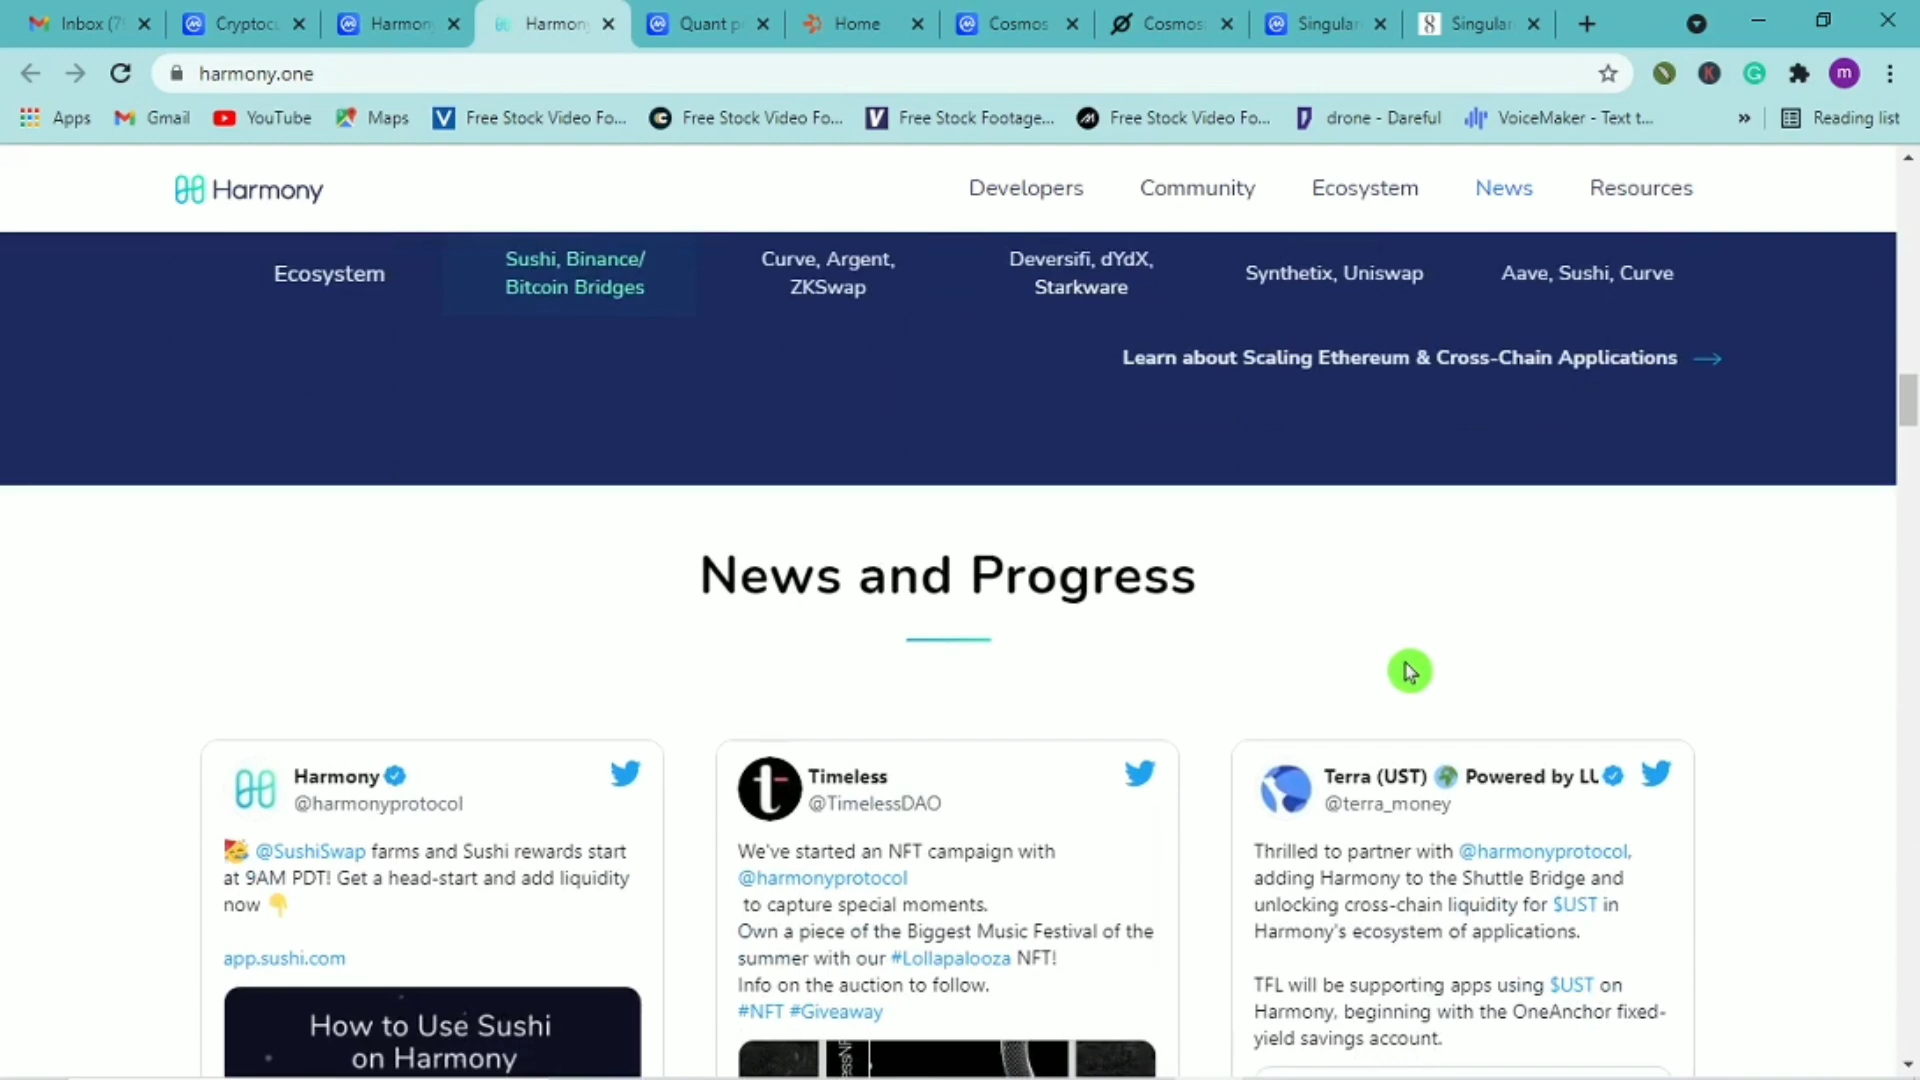 Inbox (7
Cryptocu
Harmon
Harmon
Quant p
Home
Cosmos
Cosmos
Singular
Singular
harmony.one
m
Apps
Gmail
YouTube
Maps
Free Stock Video Fo...
Free Stock Video Fo...
Free Stock Footage...
Free Stock Video Fo...
drone - Dareful
VoiceMaker - Text t...
»
Reading list
Harmony
Developers
Community
Ecosystem
News
Resources
Ecosystem
Sushi, Binance/
Bitcoin Bridges
Curve, Argent,
ZKSwap
Deversifi, dYdX,
Starkware
Synthetix, Uniswap
Aave, Sushi, Curve
Learn about Scaling Ethereum & Cross-Chain Applications
News and Progress
Harmony
@harmonyprotocol
@SushiSwap farms and Sushi rewards start
at 9AM PDT! Get a head-start and add liquidity
now
app.sushi.com
How to Use Sushi
on Harmony
Timeless
@TimelessDAO
We've started an NFT campaign with
@harmonyprotocol
to capture special moments.
Own a piece of the Biggest Music Festival of the
summer with our #Lollapalooza NFT!
Info on the auction to follow.
#NFT #Giveaway
Terra (UST) 🌍 Powered by LU
@terra_money
Thrilled to partner with @harmonyprotocol,
adding Harmony to the Shuttle Bridge and
unlocking cross-chain liquidity for $UST in
Harmony's ecosystem of applications.
TFL will be supporting apps using $UST on
Harmony, beginning with the OneAnchor fixed-
yield savings account.